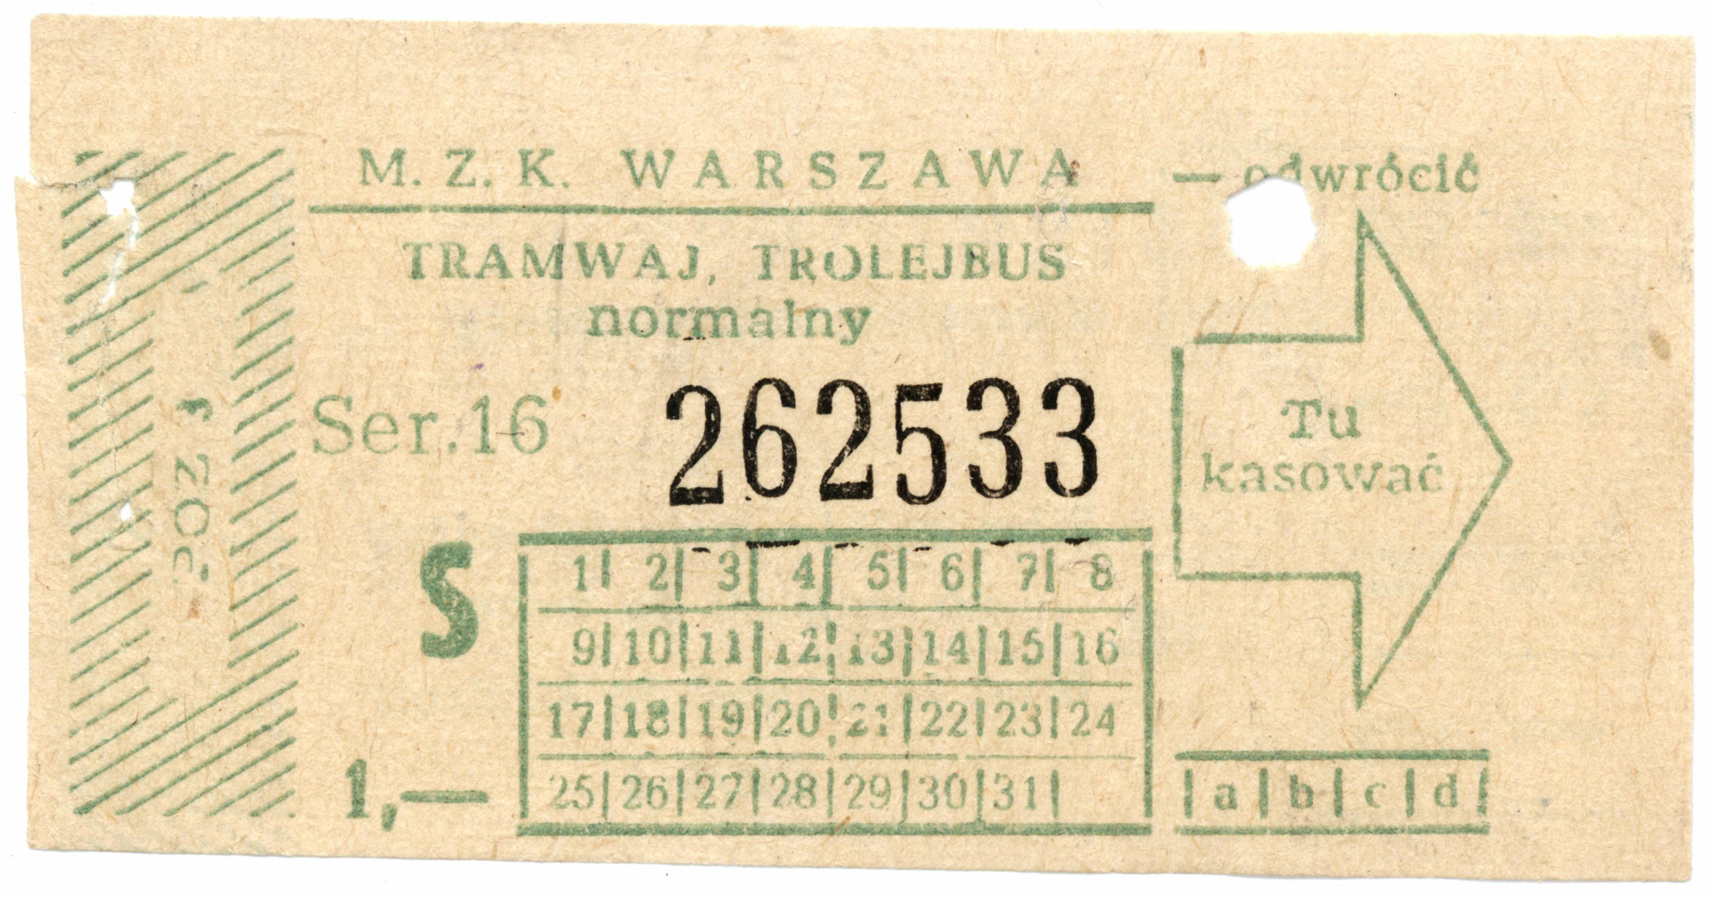 M. Z. K. WARSZAWA
TRAMWAJ, TROLEJBUS
normalny
Ser.16 262533
S
1,—
1| 2| 3| 4| 5| 6| 7| 8
9|10|11|12|13|14|15|16
17|18|19|20|21|22|23|24
25|26|27|28|29|30|31|
— odwrócić
Tu
kasować
|a|b|c|d|